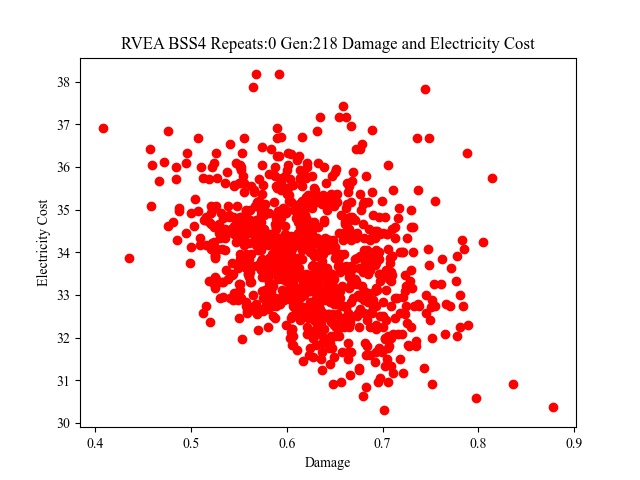 RVEA BSS4 Repeats:0 Gen:218 Damage and Electricity Cost
38
37
36
35
34
33
32
31
30
Electricity Cost
0.4 0.5 0.6 0.7 0.8 0.9
Damage